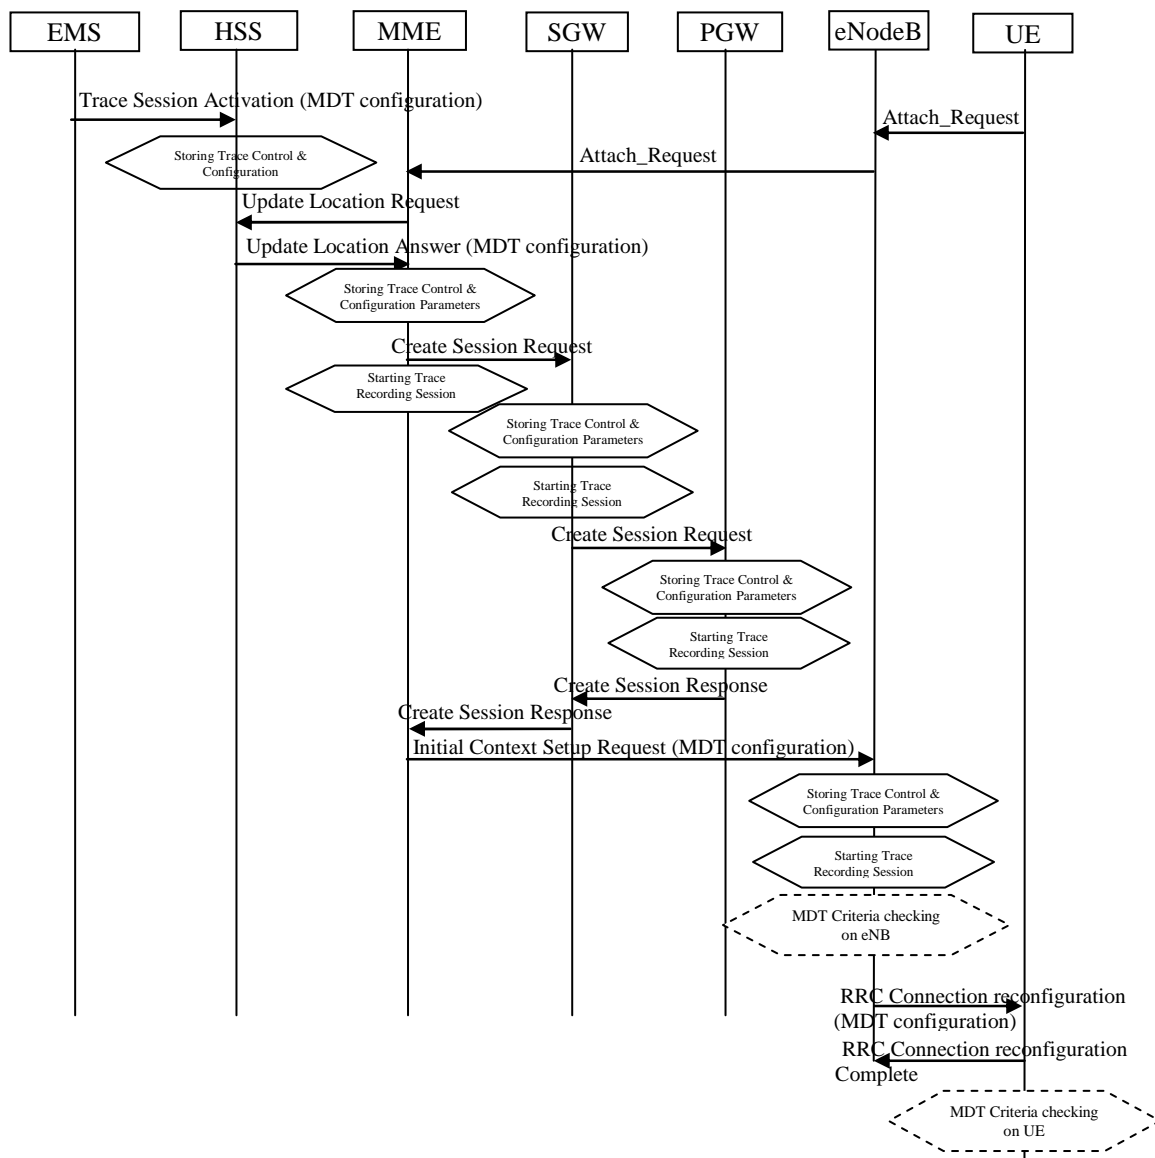 EMS
HSS
MME
SGW
PGW
eNodeB
UE
Trace Session Activation (MDT configuration)
Attach_Request
Storing Trace Control &
Configuration
Attach_Request
Update Location Request
Update Location Answer (MDT configuration)
Storing Trace Control &
Configuration Parameters
Create Session Request
Starting Trace
Recording Session
Storing Trace Control &
Configuration Parameters
Starting Trace
Recording Session
Create Session Request
Storing Trace Control &
Configuration Parameters
Starting Trace
Recording Session
Create Session Response
Create Session Response
Initial Context Setup Request (MDT configuration)
Storing Trace Control &
Configuration Parameters
Starting Trace
Recording Session
MDT Criteria checking
on eNB
RRC Connection reconfiguration
(MDT configuration)
RRC Connection reconfiguration
Complete
MDT Criteria checking
on UE